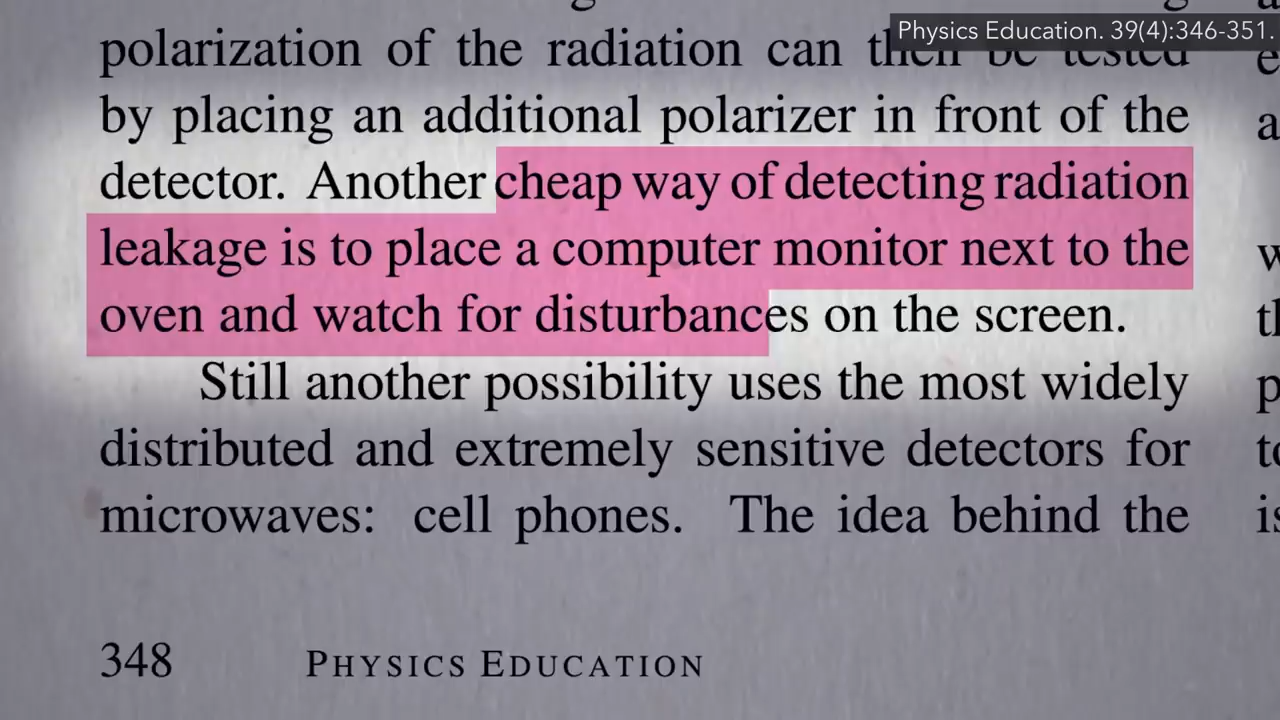 Physics Education. 39(4):346-351.
polarization of the radiation can then be tested
by placing an additional polarizer in front of the
detector. Another cheap way of detecting radiation
leakage is to place a computer monitor next to the
oven and watch for disturbances on the screen.
Still another possibility uses the most widely
distributed and extremely sensitive detectors for
microwaves: cell phones. The idea behind the
348 PHYSICS EDUCATION